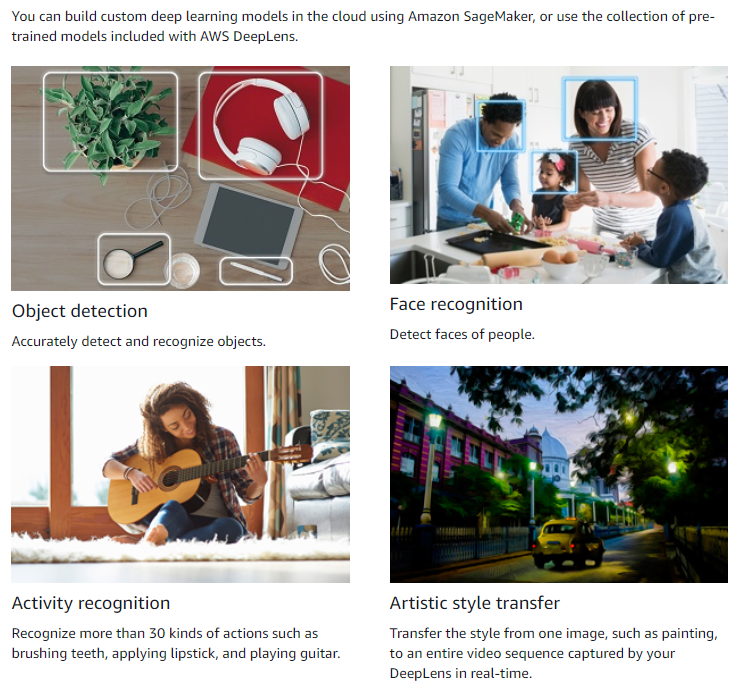 You can build custom deep learning models in the cloud using Amazon SageMaker, or use the collection of pre-
trained models included with AWS DeepLens.
Object detection
Accurately detect and recognize objects.
Face recognition
Detect faces of people.
Activity recognition
Recognize more than 30 kinds of actions such as
brushing teeth, applying lipstick, and playing guitar.
Artistic style transfer
Transfer the style from one image, such as painting,
to an entire video sequence captured by your
DeepLens in real-time.